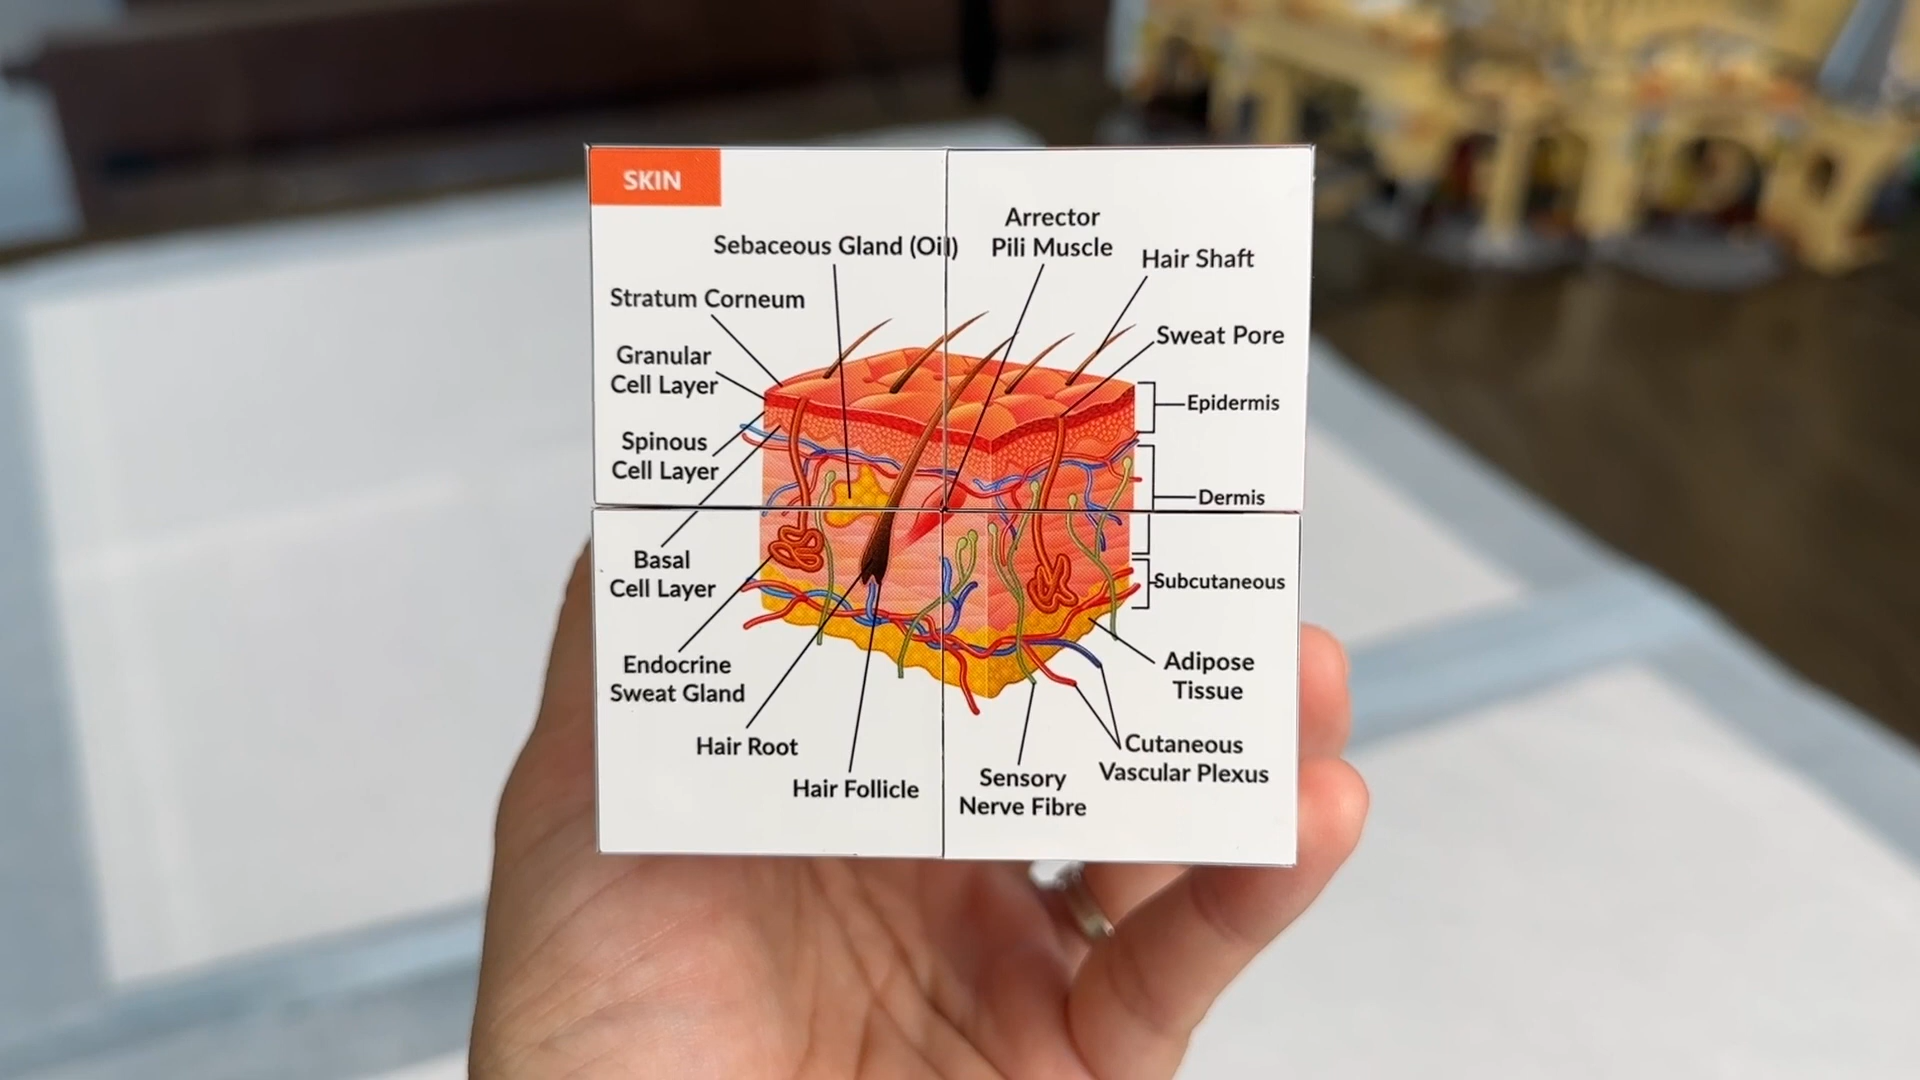 SKIN
Sebaceous Gland (Oil)
Arrector
Pili Muscle
Hair Shaft
Stratum Corneum
Sweat Pore
Granular
Cell Layer
Epidermis
Spinous
Cell Layer
Dermis
Basal
Cell Layer
Subcutaneous
Endocrine
Sweat Gland
Adipose
Tissue
Hair Root
Cutaneous
Vascular Plexus
Hair Follicle
Sensory
Nerve Fibre